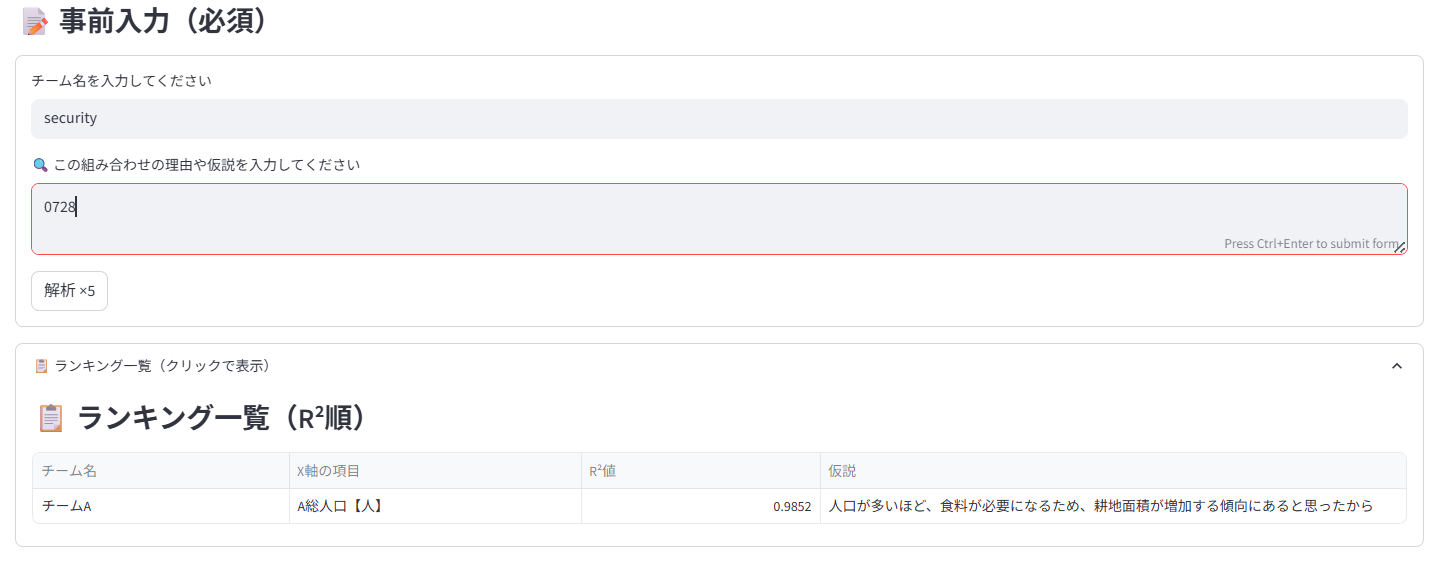 事前入力（必須）
チーム名を入力してください
security
この組み合わせの理由や仮説を入力してください
0728
Press Ctrl+Enter to submit form
解析 ×5
ランキング一覧（クリックで表示）
ランキング一覧（R²順）
チーム名 X軸の項目 R²値 仮説
チームA A総人口【人】 0.9852 人口が多いほど、食料が必要になるため、耕地面積が増加する傾向にあると思ったから